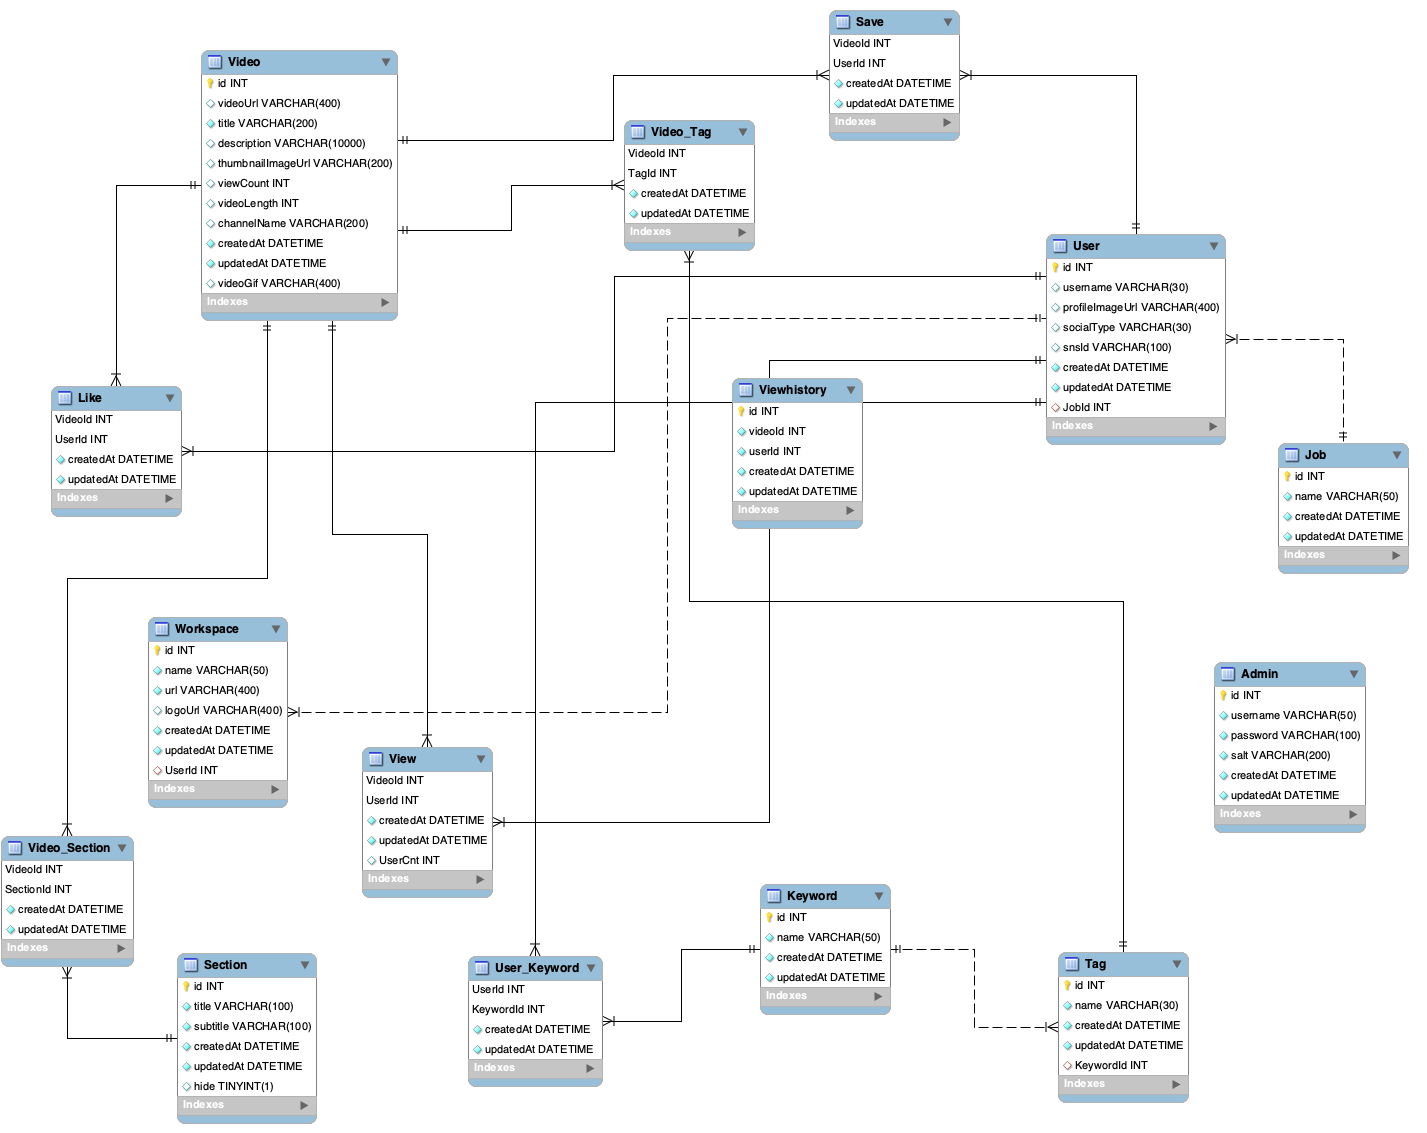 Save
VideoId INT
UserId INT
createdAt DATETIME
updatedAt DATETIME
Indexes
Video
id INT
videoUrl VARCHAR(400)
title VARCHAR(200)
description VARCHAR(10000)
thumbnailImageUrl VARCHAR(200)
viewCount INT
videoLength INT
channelName VARCHAR(200)
createdAt DATETIME
updatedAt DATETIME
videoGif VARCHAR(400)
Indexes
Video_Tag
VideoId INT
TagId INT
createdAt DATETIME
updatedAt DATETIME
Indexes
User
id INT
username VARCHAR(30)
profileImageUrl VARCHAR(400)
socialType VARCHAR(30)
snsId VARCHAR(100)
createdAt DATETIME
updatedAt DATETIME
JobId INT
Indexes
Like
VideoId INT
UserId INT
createdAt DATETIME
updatedAt DATETIME
Indexes
Viewhistory
id INT
videoId INT
userId INT
createdAt DATETIME
updatedAt DATETIME
Indexes
Job
id INT
name VARCHAR(50)
createdAt DATETIME
updatedAt DATETIME
Indexes
Workspace
id INT
name VARCHAR(50)
url VARCHAR(400)
logoUrl VARCHAR(400)
createdAt DATETIME
updatedAt DATETIME
UserId INT
Indexes
Admin
id INT
username VARCHAR(50)
password VARCHAR(100)
salt VARCHAR(200)
createdAt DATETIME
updatedAt DATETIME
Indexes
View
VideoId INT
UserId INT
createdAt DATETIME
updatedAt DATETIME
UserCnt INT
Indexes
Video_Section
VideoId INT
SectionId INT
createdAt DATETIME
updatedAt DATETIME
Indexes
Keyword
id INT
name VARCHAR(50)
createdAt DATETIME
updatedAt DATETIME
Indexes
Section
id INT
title VARCHAR(100)
subtitle VARCHAR(100)
createdAt DATETIME
updatedAt DATETIME
hide TINYINT(1)
Indexes
User_Keyword
UserId INT
KeywordId INT
createdAt DATETIME
updatedAt DATETIME
Indexes
Tag
id INT
name VARCHAR(30)
createdAt DATETIME
updatedAt DATETIME
KeywordId INT
Indexes